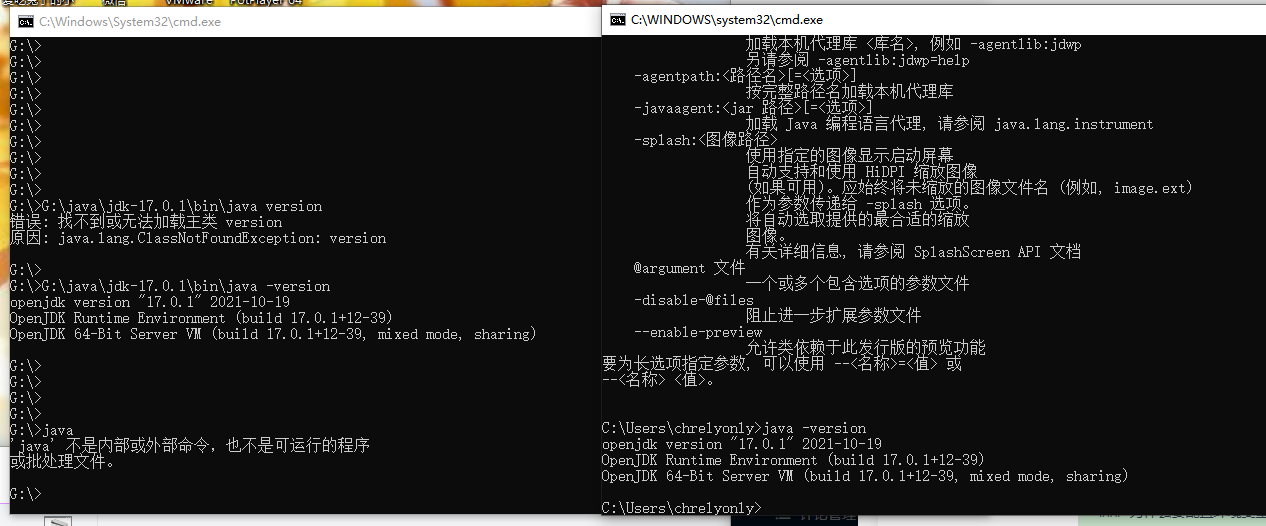 微信
VMware
PotPlayer 64
C:\Windows\System32\cmd.exe
G:\>
G:\>
G:\>
G:\>
G:\>
G:\>
G:\>
G:\>
G:\>
G:\>
G:\>G:\java\jdk-17.0.1\bin\java version
错误: 找不到或无法加载主类 version
原因: java.lang.ClassNotFoundException: version
G:\>
G:\>G:\java\jdk-17.0.1\bin\java -version
openjdk version "17.0.1" 2021-10-19
OpenJDK Runtime Environment (build 17.0.1+12-39)
OpenJDK 64-Bit Server VM (build 17.0.1+12-39, mixed mode, sharing)
G:\>
G:\>
G:\>
G:\>
G:\>java
'java' 不是内部或外部命令，也不是可运行的程序
或批处理文件。
G:\>
C:\WINDOWS\system32\cmd.exe
加载本机代理库 <库名>, 例如 -agentlib:jdwp
另请参阅 -agentlib:jdwp=help
-agentpath:<路径名>[=<选项>]
按完整路径名加载本机代理库
-javaagent:<jar 路径>[=<选项>]
加载 Java 编程语言代理, 请参阅 java.lang.instrument
-splash:<图像路径>
使用指定的图像显示启动屏幕
自动支持和使用 HiDPI 缩放图像
(如果可用)。应始终将未缩放的图像文件名 (例如, image.ext)
作为参数传递给 -splash 选项。
将自动选取提供的最合适的缩放
图像。
有关详细信息, 请参阅 SplashScreen API 文档
@argument 文件
一个或多个包含选项的参数文件
-disable-@files
阻止进一步扩展参数文件
--enable-preview
允许类依赖于此发行版的预览功能
要为长选项指定参数, 可以使用 --<名称>=<值> 或
--<名称> <值>。
C:\Users\chrelyonly>java -version
openjdk version "17.0.1" 2021-10-19
OpenJDK Runtime Environment (build 17.0.1+12-39)
OpenJDK 64-Bit Server VM (build 17.0.1+12-39, mixed mode, sharing)
C:\Users\chrelyonly>